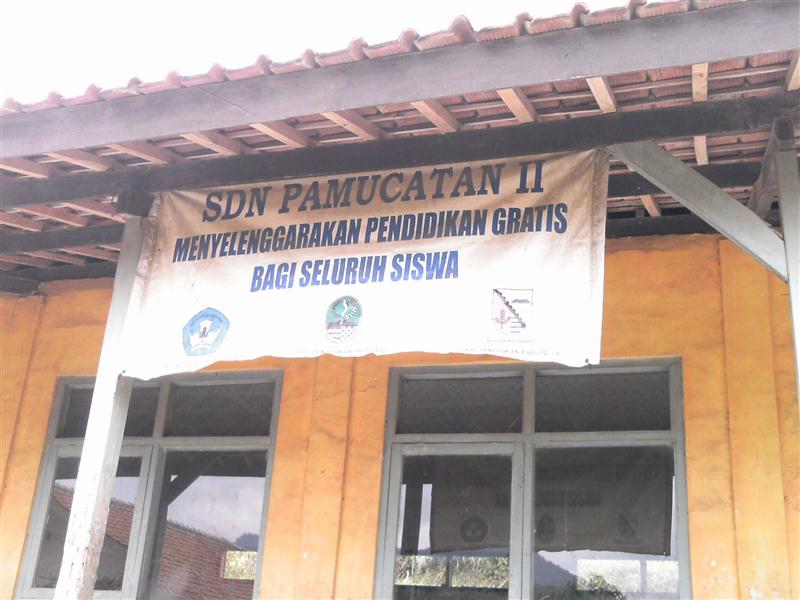 SDN PAMUCATAN II
MENYELENGGARAKAN PENDIDIKAN GRATIS
BAGI SELURUH SISWA